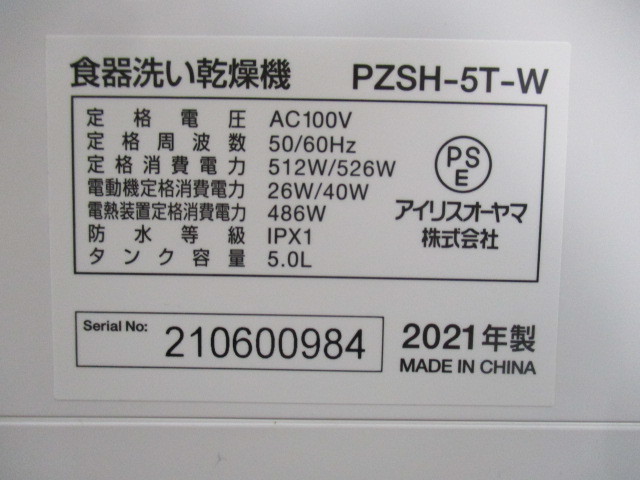 食器洗い乾燥機 PZSH-5T-W
定格電圧 AC100V
定格周波数 50/60Hz
定格消費電力 512W/526W
電動機定格消費電力 26W/40W
電熱装置定格消費電力 486W
防水等級 IPX1
タンク容量 5.0L
PS
E
アイリスオーヤマ
株式会社
Serial No: 210600984
2021年製
MADE IN CHINA